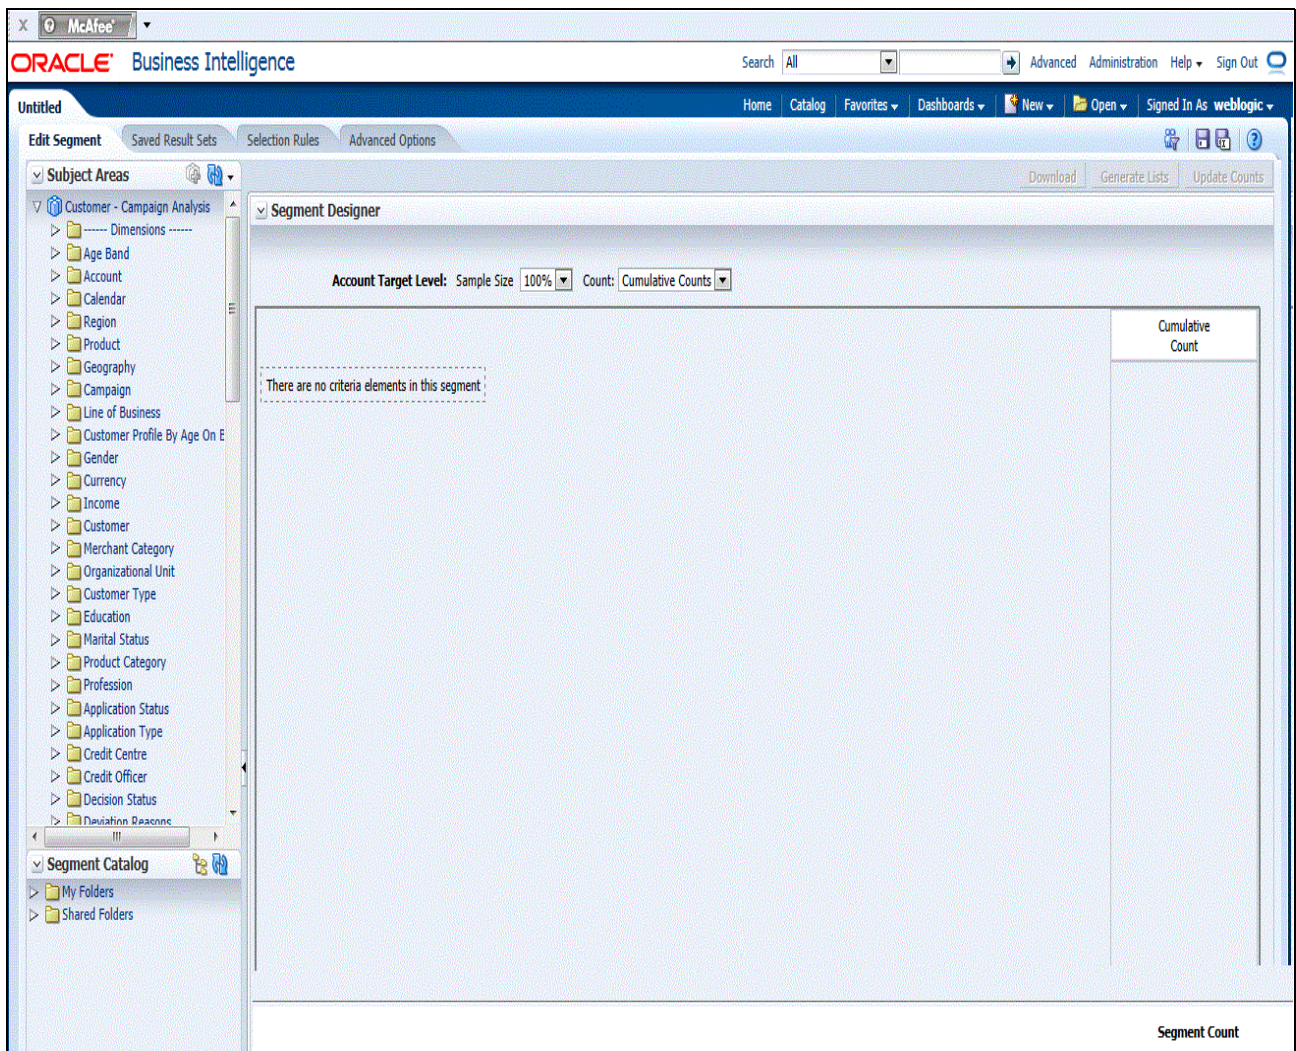 X McAfee
ORACLE Business Intelligence Search All Advanced Administration Help Sign Out
Untitled Home Catalog Favorites Dashboards New Open Signed In As weblogic
Edit Segment Saved Result Sets Selection Rules Advanced Options
Subject Areas Download Generate Lists Update Counts
Customer - Campaign Analysis
Segment Designer
------ Dimensions ------
Age Band
Account
Account Target Level: Sample Size 100% Count: Cumulative Counts
Calendar
Region
Product
Geography
Campaign
Line of Business
Customer Profile By Age On E
Gender
Currency
Income
Customer
Merchant Category
Organizational Unit
Customer Type
Education
Marital Status
Product Category
Profession
Application Status
Application Type
Credit Centre
Credit Officer
Decision Status
Deviation Reasons
Cumulative
Count
There are no criteria elements in this segment
Segment Catalog
My Folders
Shared Folders
Segment Count